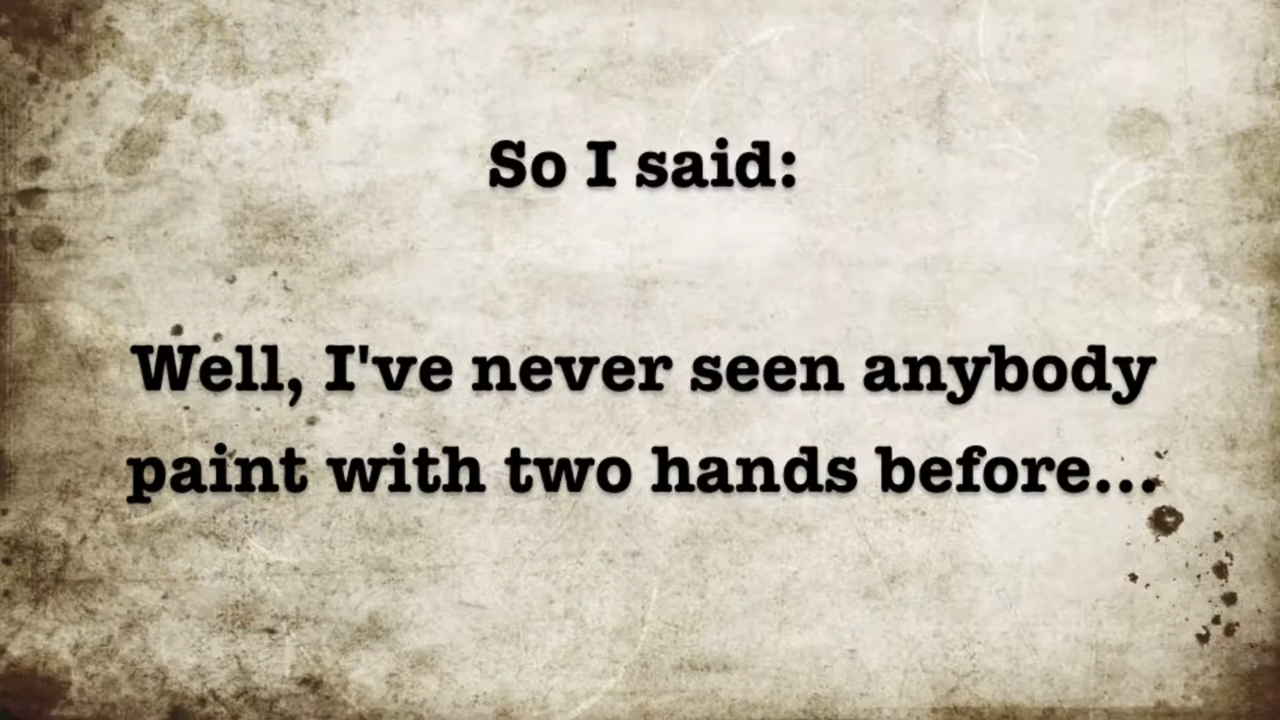 So I said:
Well, I've never seen anybody
paint with two hands before...